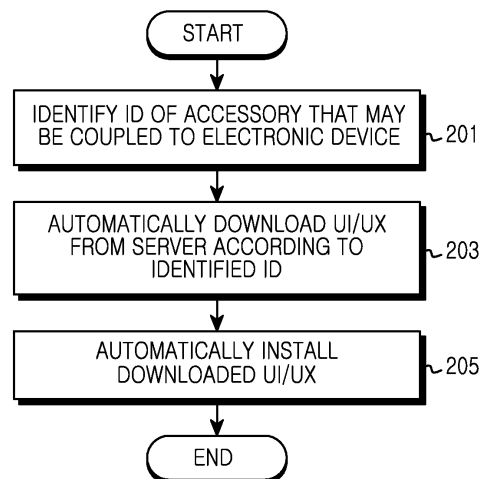 START
IDENTIFY ID OF ACCESSORY THAT MAY
BE COUPLED TO ELECTRONIC DEVICE
201
AUTOMATICALLY DOWNLOAD UI/UX
FROM SERVER ACCORDING TO
IDENTIFIED ID
203
AUTOMATICALLY INSTALL
DOWNLOADED UI/UX
205
END